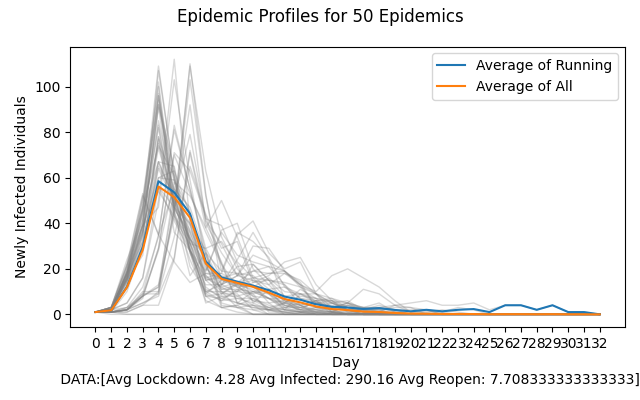 Epidemic Profiles for 50 Epidemics
Average of Running
Average of All
Newly Infected Individuals
100
80
60
40
20
0
0 1 2 3 4 5 6 7 8 9 10 11 12 13 14 15 16 17 18 19 20 21 22 23 24 25 26 27 28 29 30 31 32
Day
DATA:[Avg Lockdown: 4.28 Avg Infected: 290.16 Avg Reopen: 7.708333333333333]